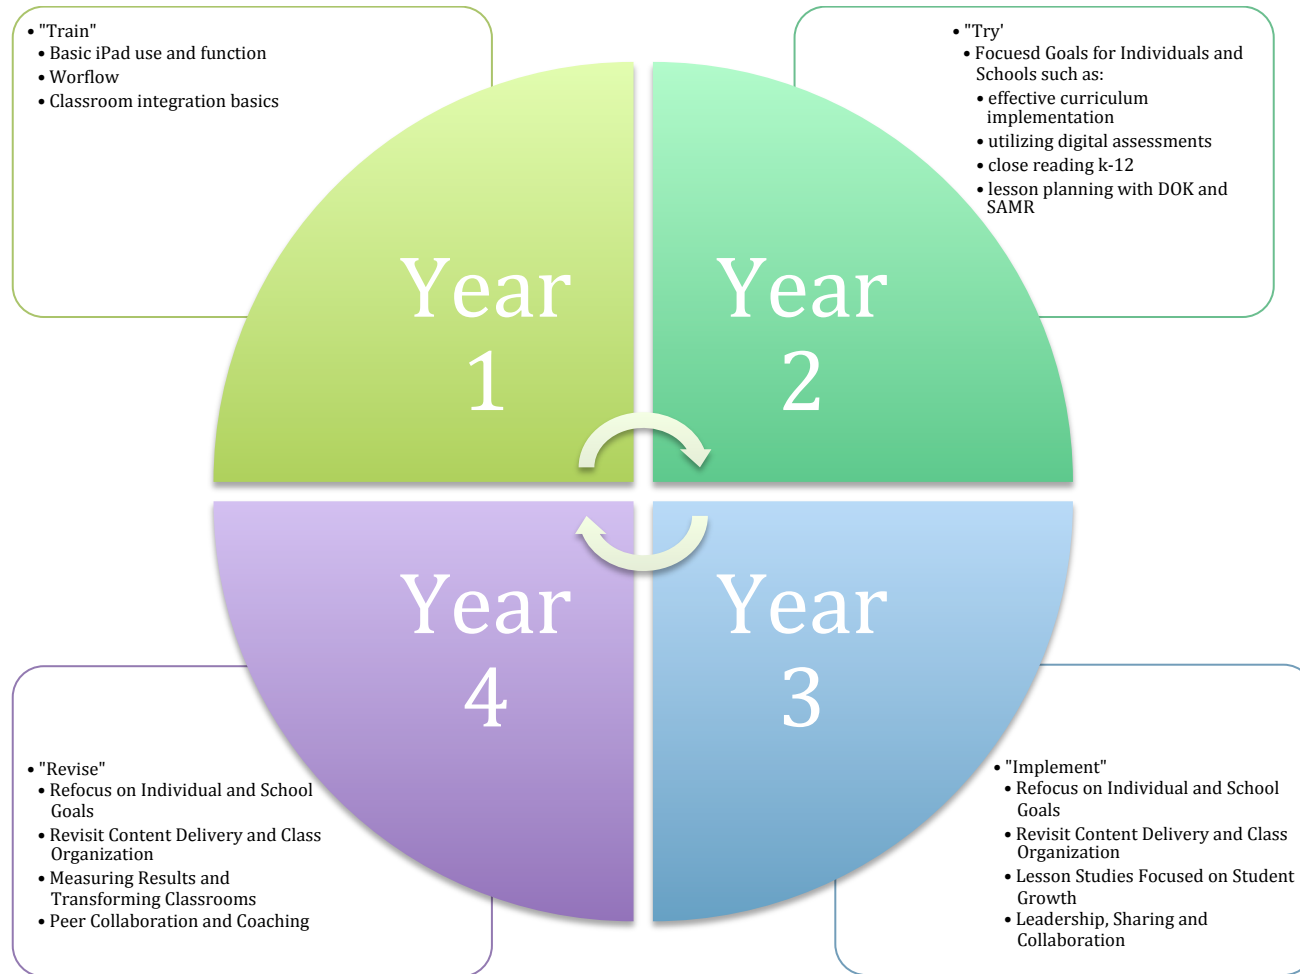 • "Train"
• Basic iPad use and function
• Worflow
• Classroom integration basics
• "Try'
• Focuesd Goals for Individuals and
Schools such as:
• effective curriculum
implementation
• utilizing digital assessments
• close reading k-12
• lesson planning with DOK and
SAMR
Year
1
Year
2
Year
4
Year
3
• "Revise"
• Refocus on Individual and School
Goals
• Revisit Content Delivery and Class
Organization
• Measuring Results and
Transforming Classrooms
• Peer Collaboration and Coaching
• "Implement"
• Refocus on Individual and School
Goals
• Revisit Content Delivery and Class
Organization
• Lesson Studies Focused on Student
Growth
• Leadership, Sharing and
Collaboration